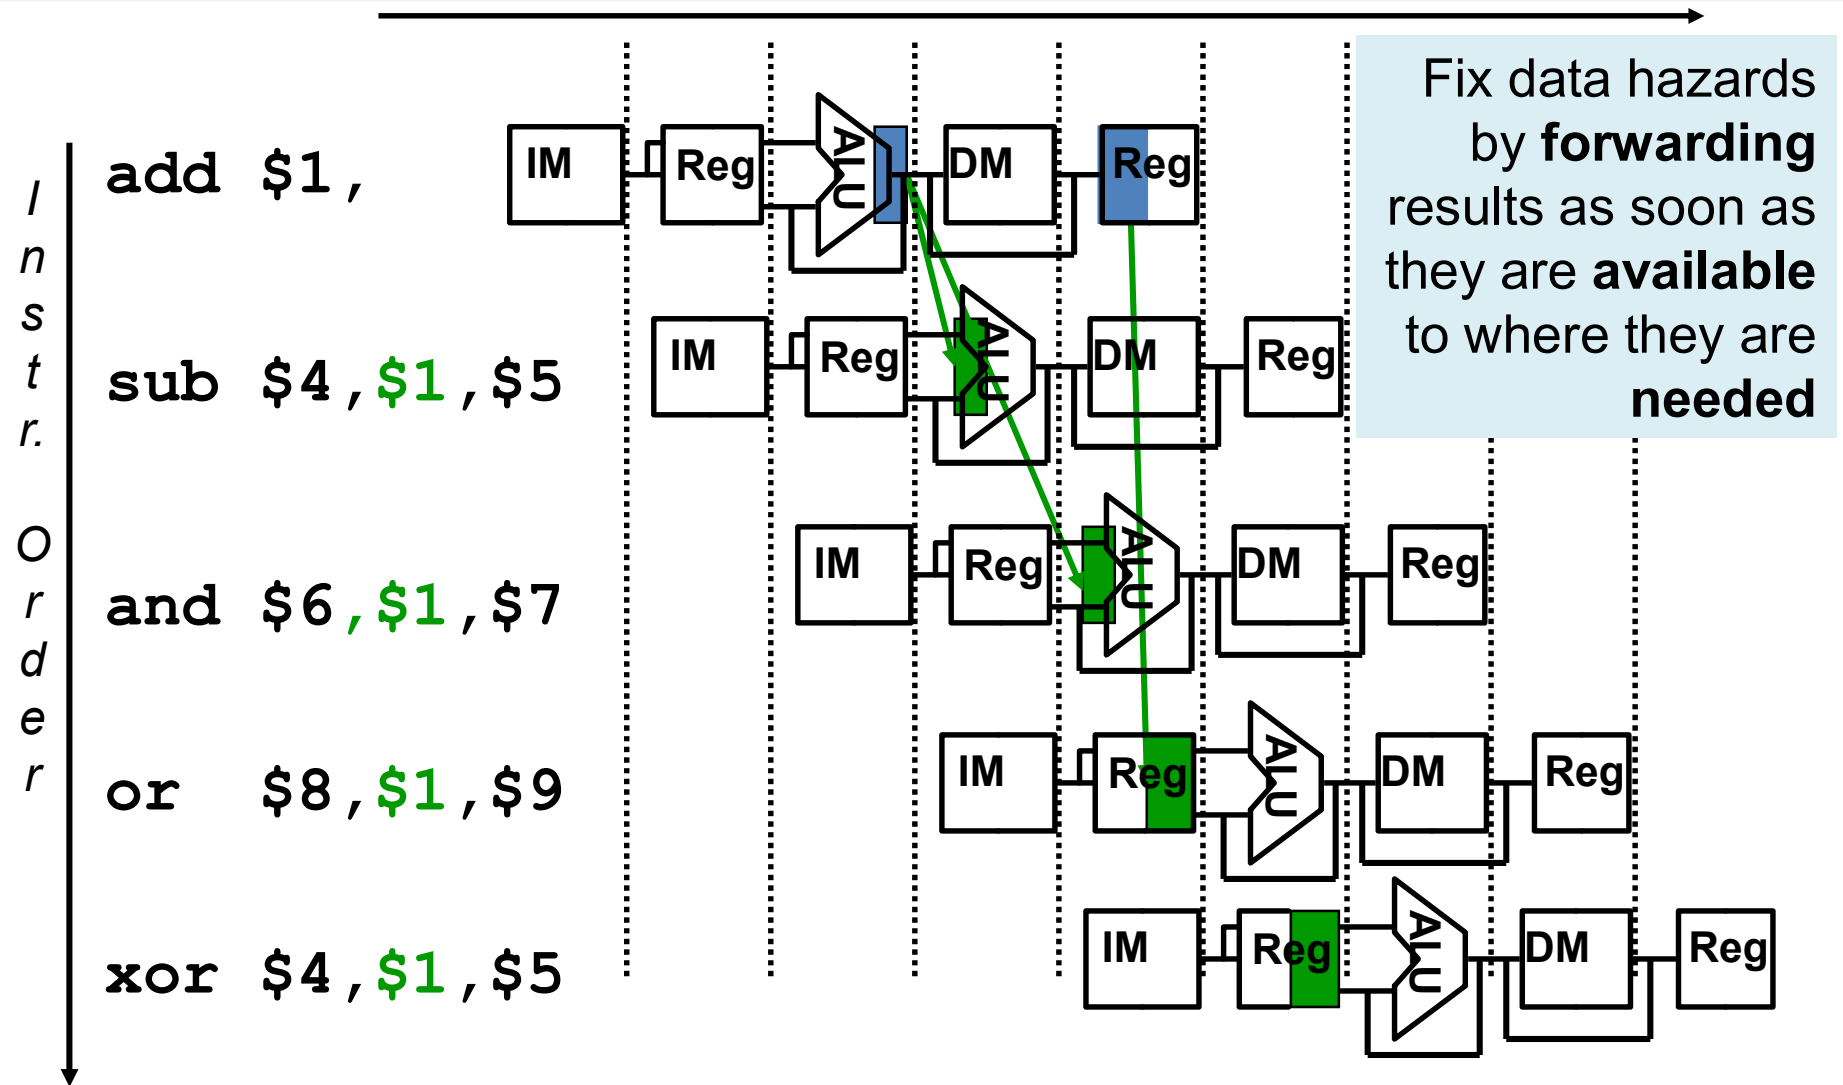 Fix data hazards
by forwarding
results as soon as
they are available
to where they are
needed
Instr. Order
add $1,
IM Reg ALU DM Reg
sub $4,$1,$5
IM Reg ALU DM Reg
and $6,$1,$7
IM Reg ALU DM Reg
or $8,$1,$9
IM Reg ALU DM Reg
xor $4,$1,$5
IM Reg ALU DM Reg